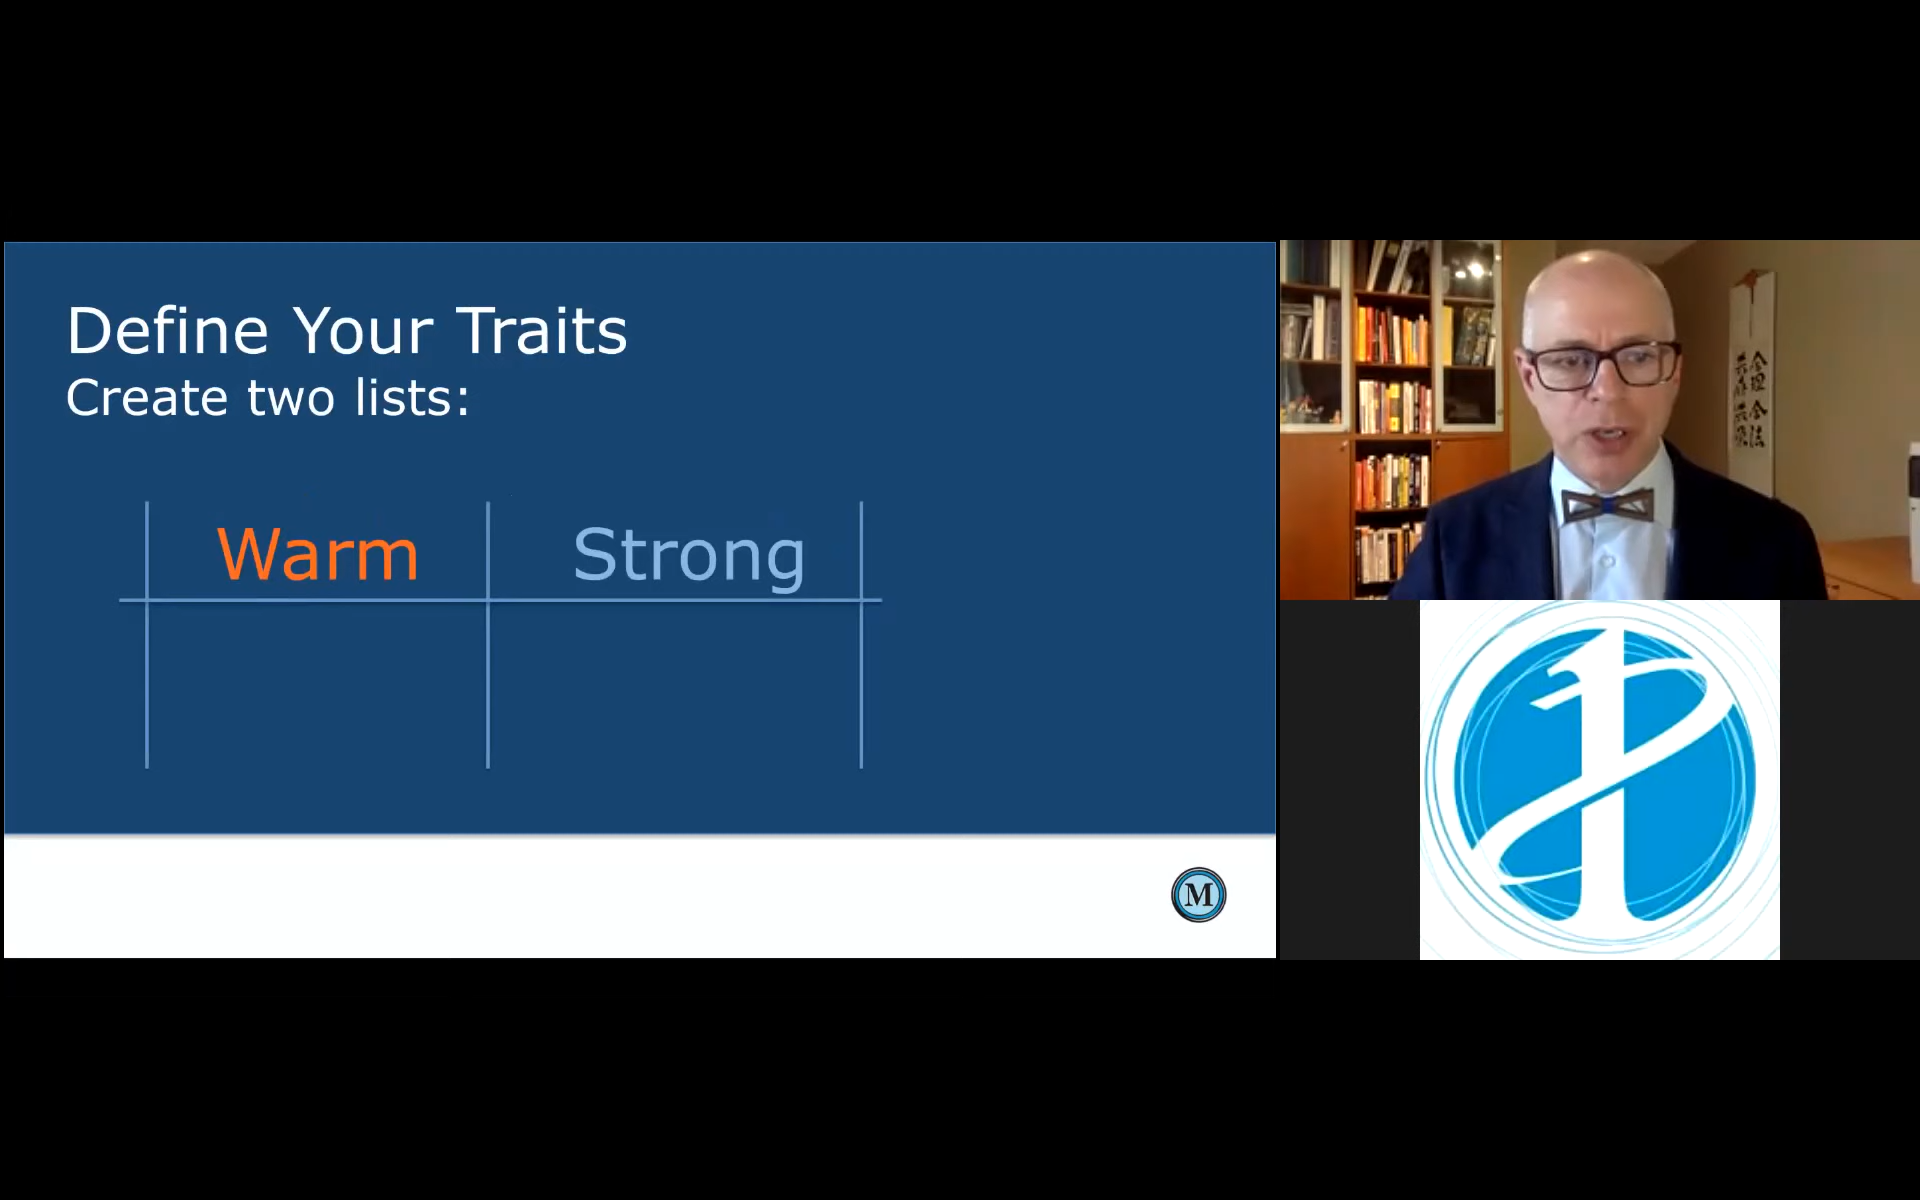 Define Your Traits
Create two lists:
Warm
Strong
M